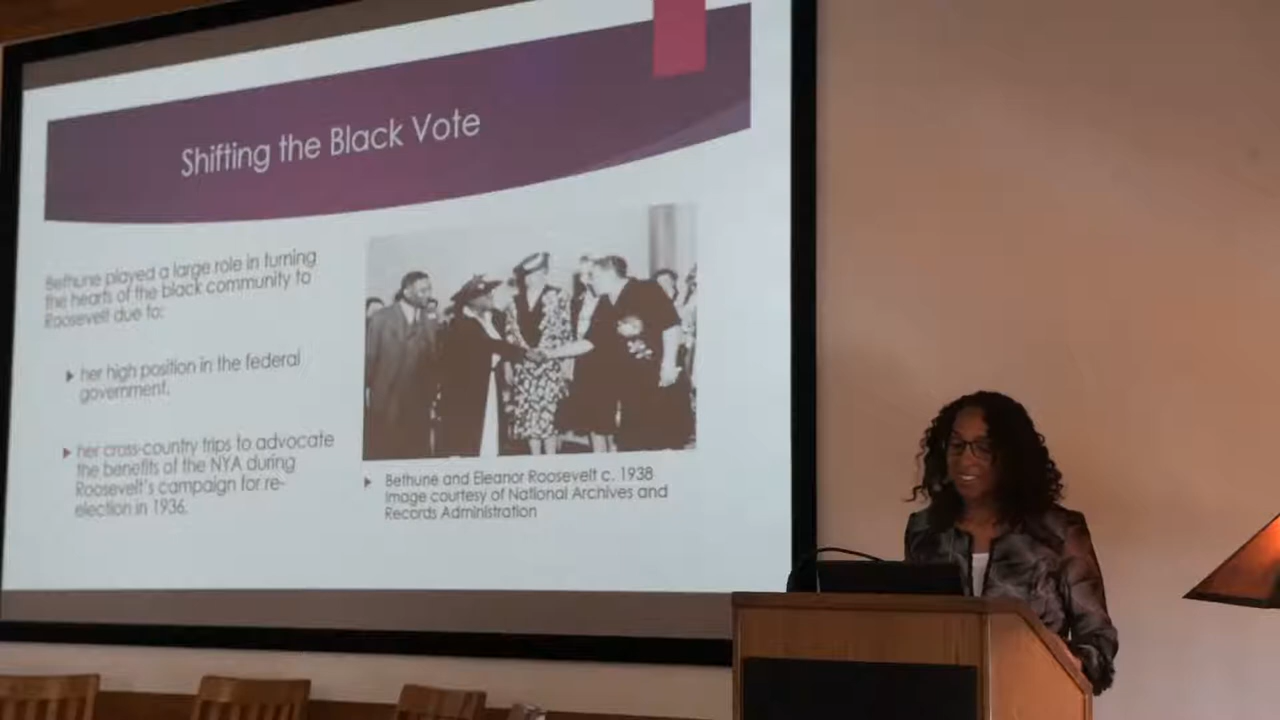 Shifting the Black Vote
Bethune played a large role in turning
the hearts of the black community to
Roosevelt due to:
her high position in the federal
government.
her cross-country trips to advocate
the benefits of the NYA during
Roosevelt's campaign for re-
election in 1936.
Bethune and Eleanor Roosevelt c. 1938
Image courtesy of National Archives and
Records Administration